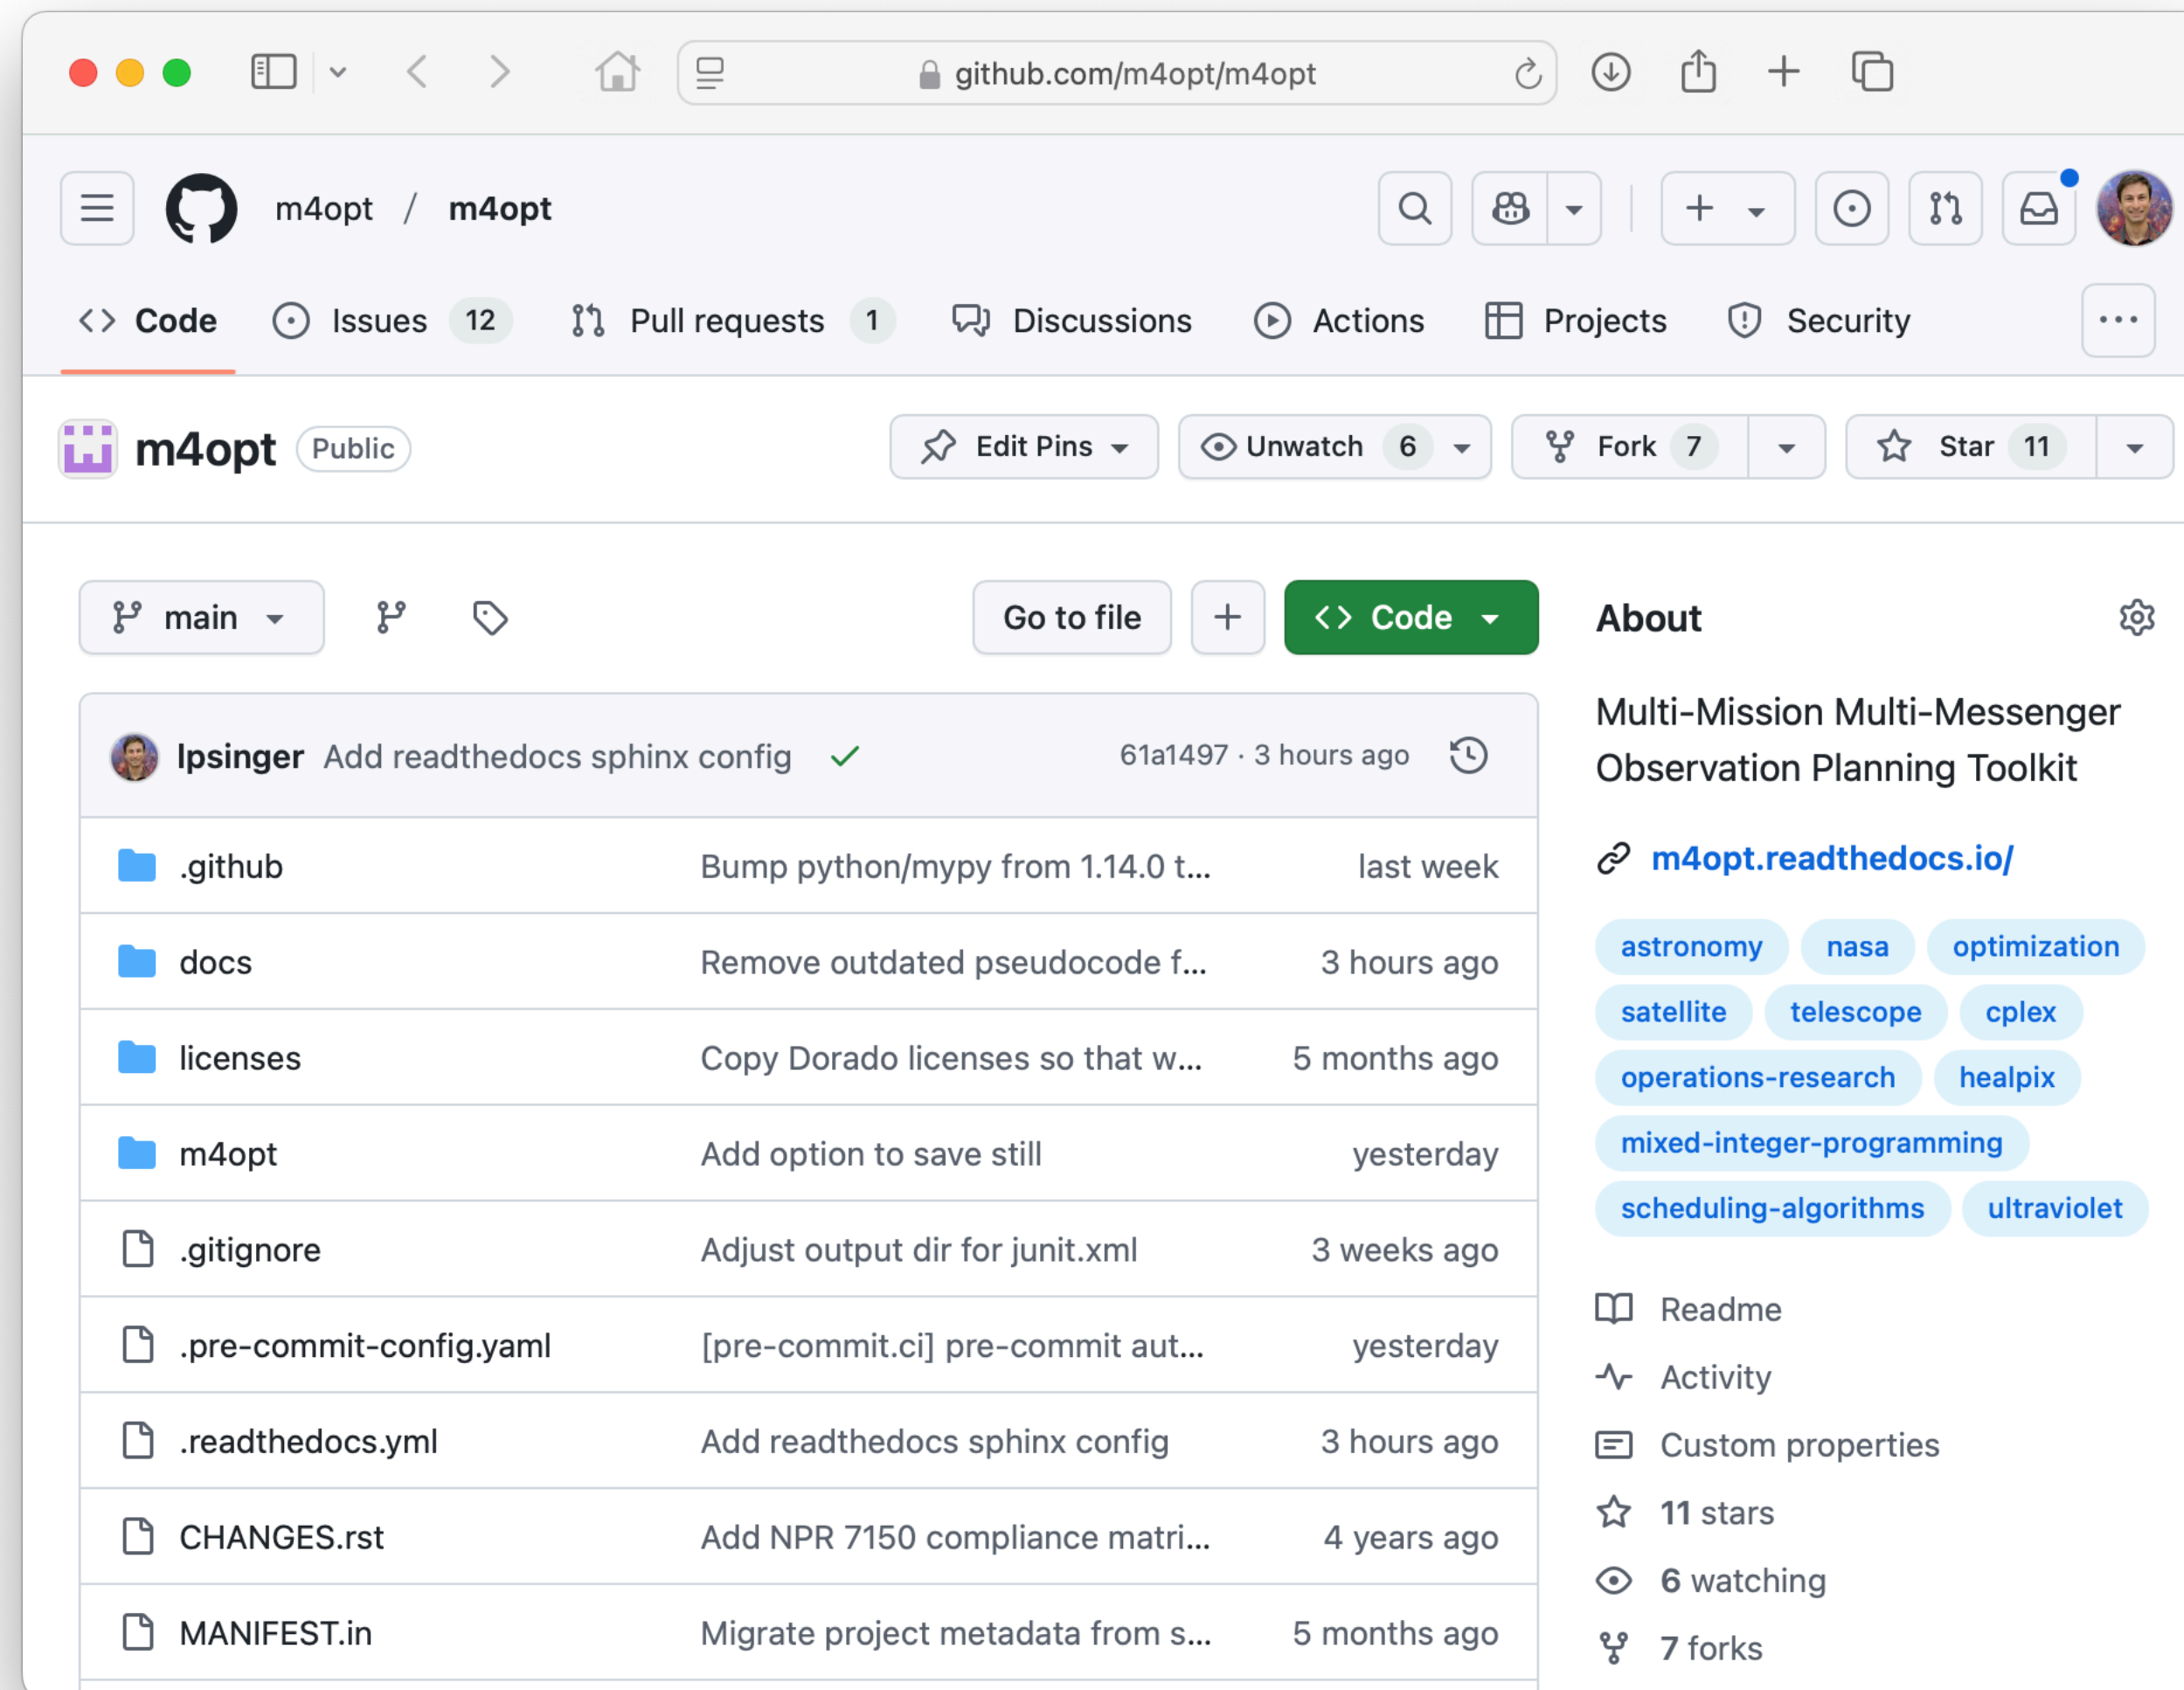 github.com/m4opt/m4opt
m4opt / m4opt
Code Issues 12 Pull requests 1 Discussions Actions Projects Security
m4opt Public Edit Pins Unwatch 6 Fork 7 Star 11
main Go to file + Code
lpsinger Add readthedocs sphinx config 61a1497 · 3 hours ago
.github Bump python/mypy from 1.14.0 t... last week
docs Remove outdated pseudocode f... 3 hours ago
licenses Copy Dorado licenses so that w... 5 months ago
m4opt Add option to save still yesterday
.gitignore Adjust output dir for junit.xml 3 weeks ago
.pre-commit-config.yaml [pre-commit.ci] pre-commit aut... yesterday
.readthedocs.yml Add readthedocs sphinx config 3 hours ago
CHANGES.rst Add NPR 7150 compliance matri... 4 years ago
MANIFEST.in Migrate project metadata from s... 5 months ago
About
Multi-Mission Multi-Messenger
Observation Planning Toolkit
m4opt.readthedocs.io/
astronomy nasa optimization
satellite telescope cplex
operations-research healpix
mixed-integer-programming
scheduling-algorithms ultraviolet
Readme
Activity
Custom properties
11 stars
6 watching
7 forks